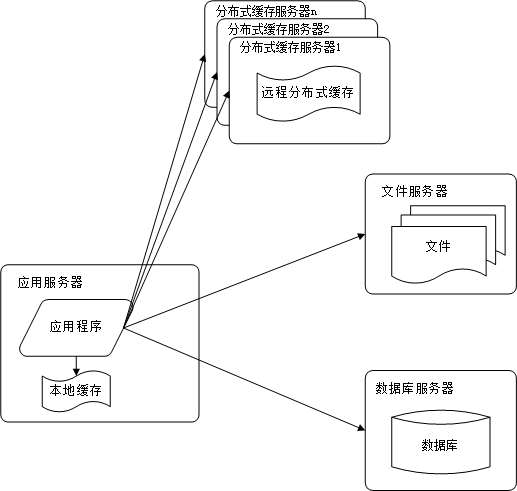 分布式缓存服务器n
分布式缓存服务器2
分布式缓存服务器1
远程分布式缓存
文件服务器
文件
应用服务器
应用程序
本地缓存
数据库服务器
数据库